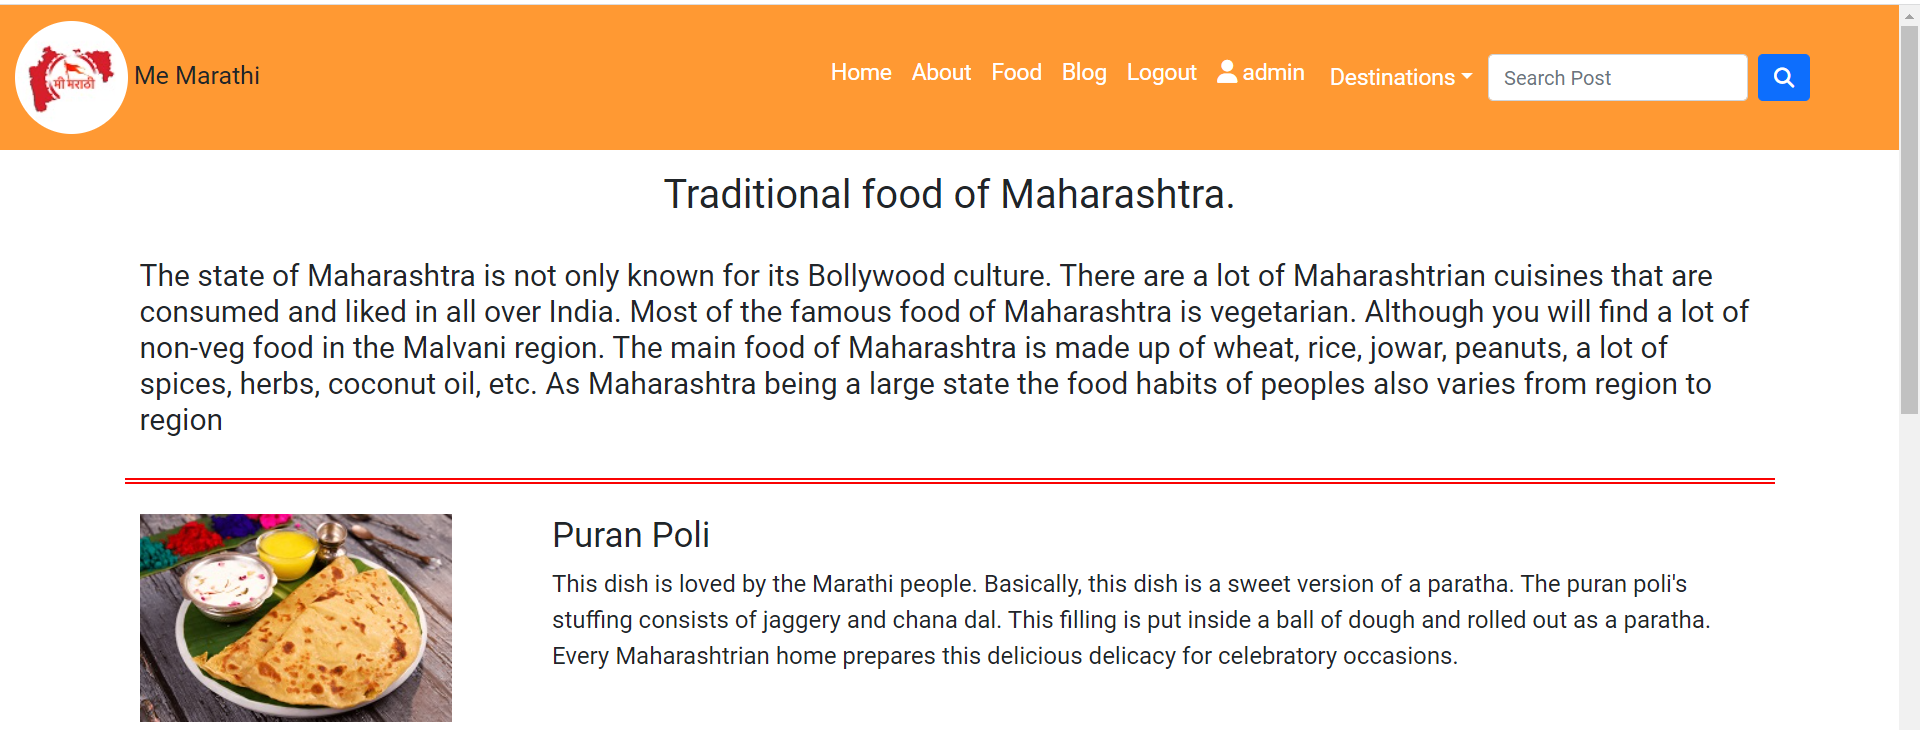 मी मराठी
Me Marathi
Home About Food Blog Logout admin Destinations Search Post
Traditional food of Maharashtra.
The state of Maharashtra is not only known for its Bollywood culture. There are a lot of Maharashtrian cuisines that are
consumed and liked in all over India. Most of the famous food of Maharashtra is vegetarian. Although you will find a lot of
non-veg food in the Malvani region. The main food of Maharashtra is made up of wheat, rice, jowar, peanuts, a lot of
spices, herbs, coconut oil, etc. As Maharashtra being a large state the food habits of peoples also varies from region to
region
Puran Poli
This dish is loved by the Marathi people. Basically, this dish is a sweet version of a paratha. The puran poli's
stuffing consists of jaggery and chana dal. This filling is put inside a ball of dough and rolled out as a paratha.
Every Maharashtrian home prepares this delicious delicacy for celebratory occasions.